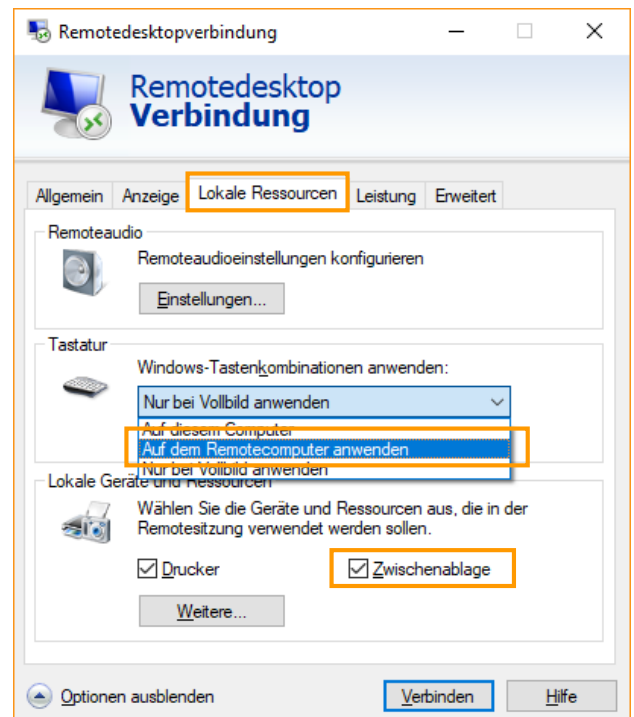 Remotedesktopverbindung
Remotedesktop
Verbindung
Allgemein Anzeige Lokale Ressourcen Leistung Erweitert
Remoteaudio
Remoteaudioeinstellungen konfigurieren
Einstellungen...
Tastatur
Windows-Tastenkombinationen anwenden:
Nur bei Vollbild anwenden
Auf diesem Computer
Auf dem Remotecomputer anwenden
Nur bei Vollbild anwenden
Lokale Geräte und Ressourcen
Wählen Sie die Geräte und Ressourcen aus, die in der
Remotesitzung verwendet werden sollen.
Drucker Zwischenablage
Weitere...
Optionen ausblenden Verbinden Hilfe